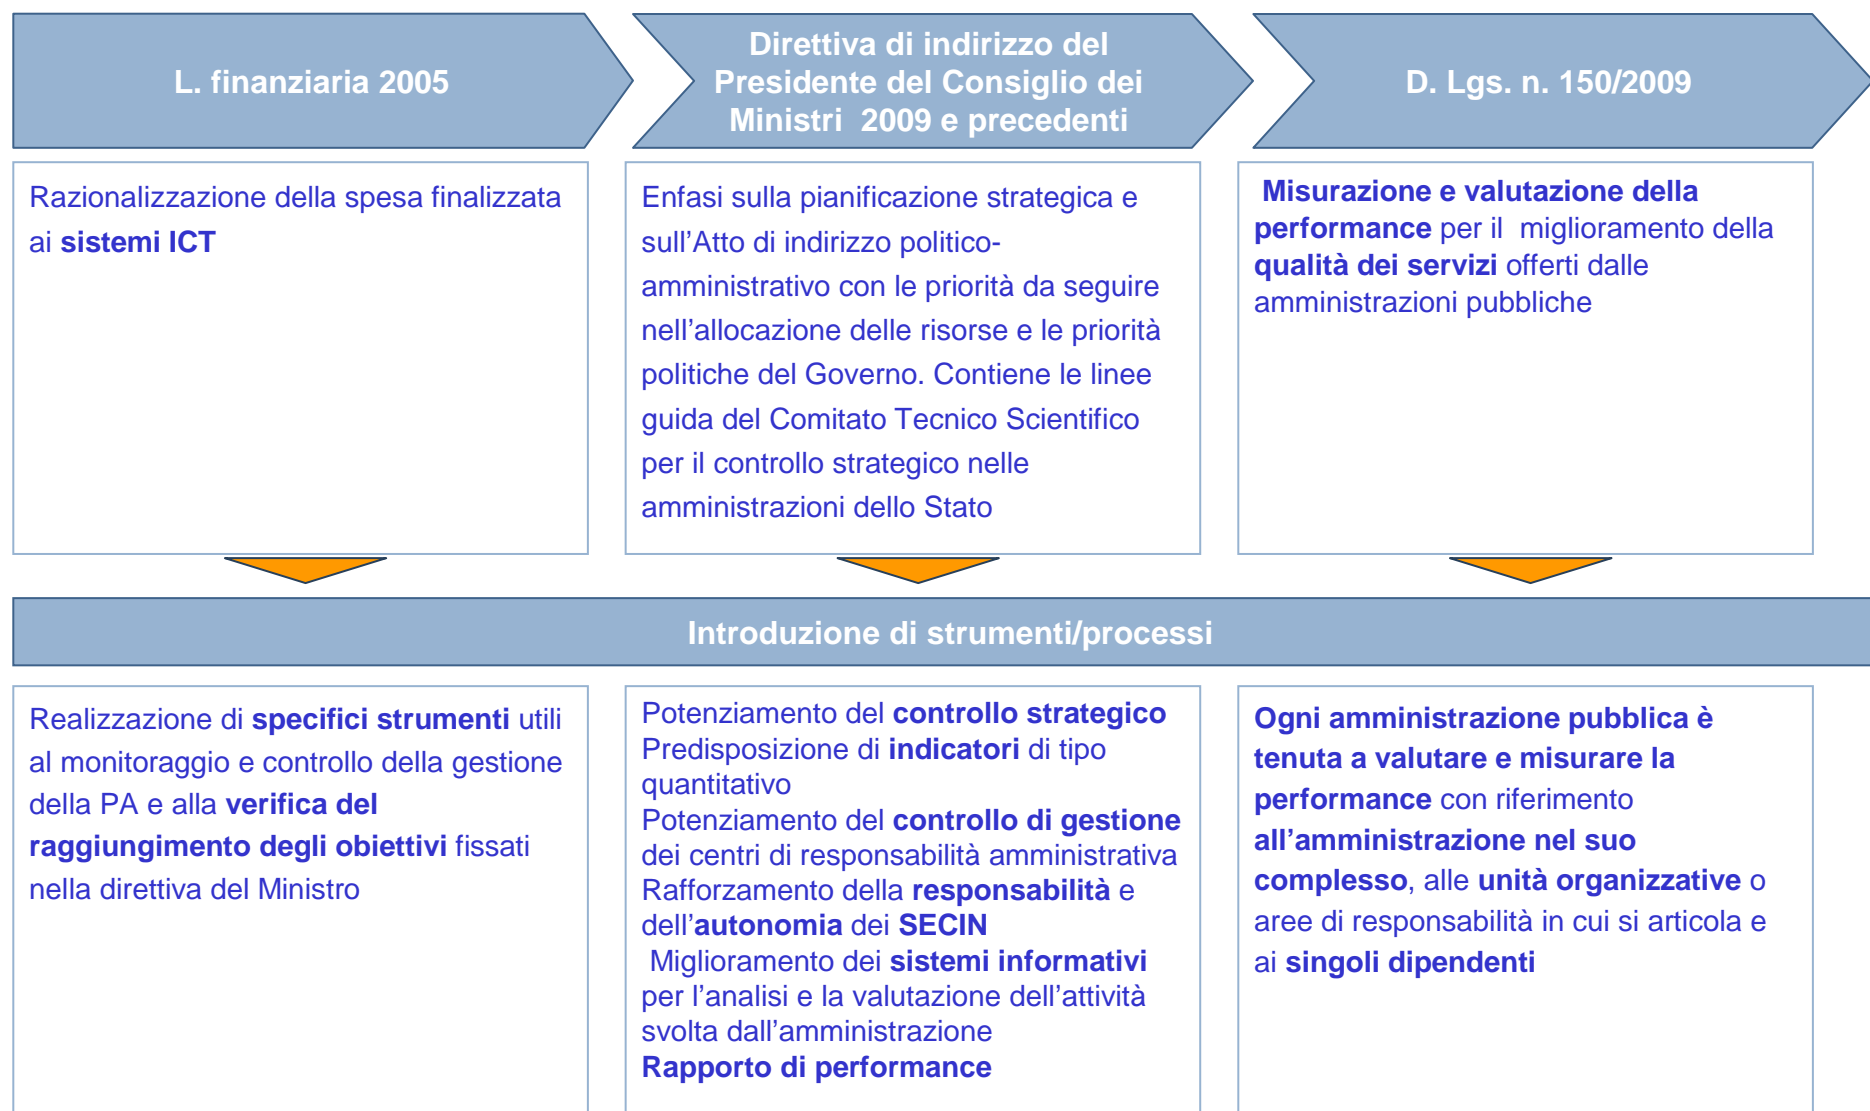 L. finanziaria 2005
Direttiva di indirizzo del
Presidente del Consiglio dei
Ministri 2009 e precedenti
D. Lgs. n. 150/2009
Razionalizzazione della spesa finalizzata
ai sistemi ICT
Enfasi sulla pianificazione strategica e
sull’Atto di indirizzo politico-
amministrativo con le priorità da seguire
nell’allocazione delle risorse e le priorità
politiche del Governo. Contiene le linee
guida del Comitato Tecnico Scientifico
per il controllo strategico nelle
amministrazioni dello Stato
Misurazione e valutazione della
performance per il miglioramento della
qualità dei servizi offerti dalle
amministrazioni pubbliche
Introduzione di strumenti/processi
Realizzazione di specifici strumenti utili
al monitoraggio e controllo della gestione
della PA e alla verifica del
raggiungimento degli obiettivi fissati
nella direttiva del Ministro
Potenziamento del controllo strategico
Predisposizione di indicatori di tipo
quantitativo
Potenziamento del controllo di gestione
dei centri di responsabilità amministrativa
Rafforzamento della responsabilità e
dell’autonomia dei SECIN
Miglioramento dei sistemi informativi
per l’analisi e la valutazione dell’attività
svolta dall’amministrazione
Rapporto di performance
Ogni amministrazione pubblica è
tenuta a valutare e misurare la
performance con riferimento
all’amministrazione nel suo
complesso, alle unità organizzative o
aree di responsabilità in cui si articola e
ai singoli dipendenti